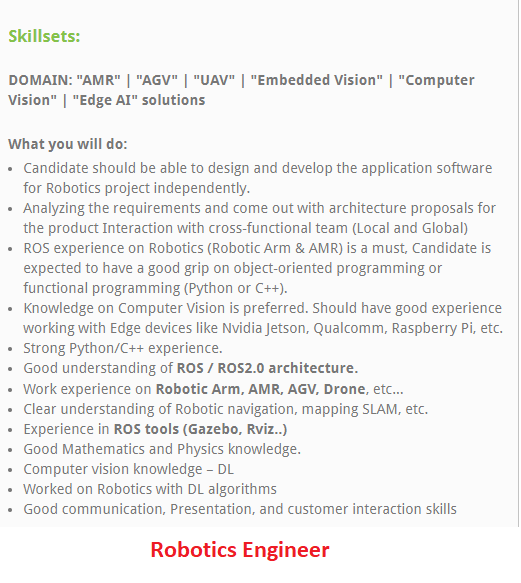 Skillsets:
DOMAIN: "AMR" | "AGV" | "UAV" | "Embedded Vision" | "Computer
Vision" | "Edge AI" solutions
What you will do:
• Candidate should be able to design and develop the application software
for Robotics project independently.
• Analyzing the requirements and come out with architecture proposals for
the product Interaction with cross-functional team (Local and Global)
• ROS experience on Robotics (Robotic Arm & AMR) is a must, Candidate is
expected to have a good grip on object-oriented programming or
functional programming (Python or C++).
• Knowledge on Computer Vision is preferred. Should have good experience
working with Edge devices like Nvidia Jetson, Qualcomm, Raspberry Pi, etc.
• Strong Python/C++ experience.
• Good understanding of ROS / ROS2.0 architecture.
• Work experience on Robotic Arm, AMR, AGV, Drone, etc...
• Clear understanding of Robotic navigation, mapping SLAM, etc.
• Experience in ROS tools (Gazebo, Rviz..)
• Good Mathematics and Physics knowledge.
• Computer vision knowledge – DL
• Worked on Robotics with DL algorithms
• Good communication, Presentation, and customer interaction skills
Robotics Engineer